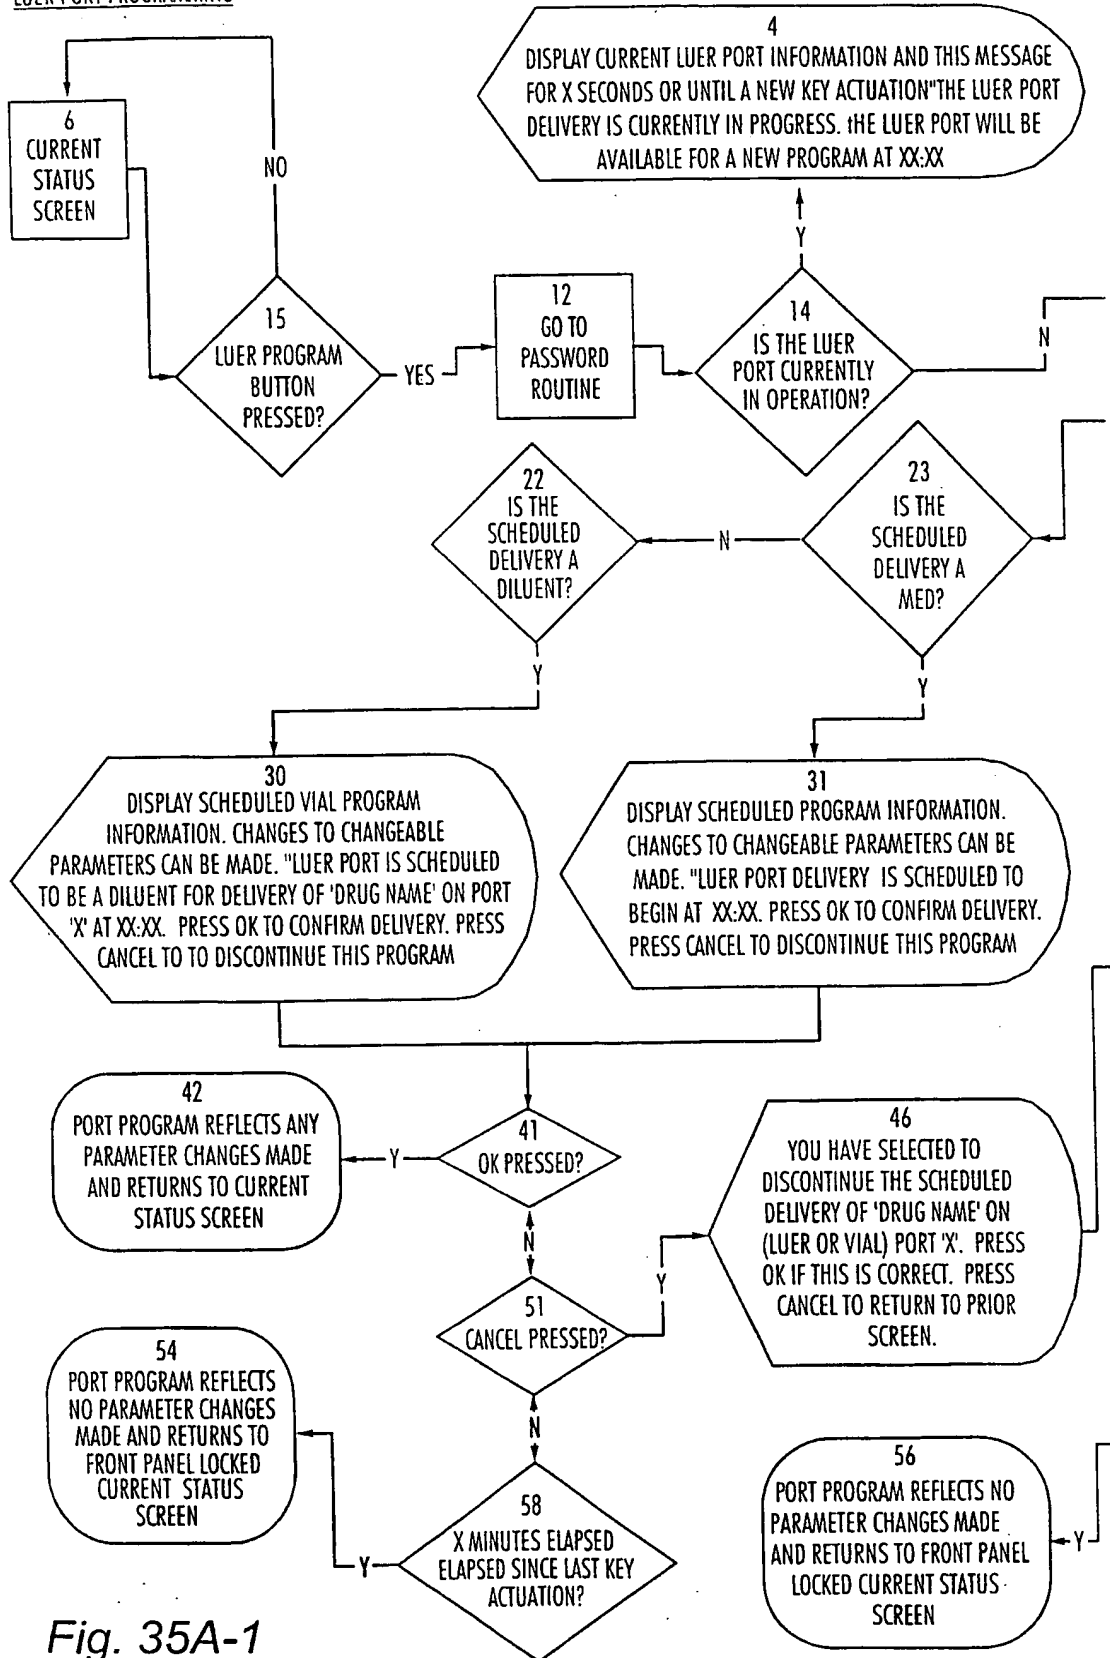 LUER PORT PROGRAMMING
4
DISPLAY CURRENT LUER PORT INFORMATION AND THIS MESSAGE
FOR X SECONDS OR UNTIL A NEW KEY ACTUATION"THE LUER PORT
DELIVERY IS CURRENTLY IN PROGRESS. tHE LUER PORT WILL BE
AVAILABLE FOR A NEW PROGRAM AT XX:XX
6
CURRENT
STATUS
SCREEN
NO
Y
15
LUER PROGRAM
BUTTON
PRESSED?
YES
12
GO TO
PASSWORD
ROUTINE
14
IS THE LUER
PORT CURRENTLY
IN OPERATION?
N
22
IS THE
SCHEDULED
DELIVERY A
DILUENT?
N
23
IS THE
SCHEDULED
DELIVERY A
MED?
Y
Y
30
DISPLAY SCHEDULED VIAL PROGRAM
INFORMATION. CHANGES TO CHANGEABLE
PARAMETERS CAN BE MADE. "LUER PORT IS SCHEDULED
TO BE A DILUENT FOR DELIVERY OF 'DRUG NAME' ON PORT
'X' AT XX:XX. PRESS OK TO CONFIRM DELIVERY. PRESS
CANCEL TO TO DISCONTINUE THIS PROGRAM
31
DISPLAY SCHEDULED PROGRAM INFORMATION.
CHANGES TO CHANGEABLE PARAMETERS CAN BE
MADE. "LUER PORT DELIVERY IS SCHEDULED TO
BEGIN AT XX:XX. PRESS OK TO CONFIRM DELIVERY.
PRESS CANCEL TO DISCONTINUE THIS PROGRAM
42
PORT PROGRAM REFLECTS ANY
PARAMETER CHANGES MADE
AND RETURNS TO CURRENT
STATUS SCREEN
Y
41
OK PRESSED?
N
46
YOU HAVE SELECTED TO
DISCONTINUE THE SCHEDULED
DELIVERY OF 'DRUG NAME' ON
(LUER OR VIAL) PORT 'X'. PRESS
OK IF THIS IS CORRECT. PRESS
CANCEL TO RETURN TO PRIOR
SCREEN.
51
CANCEL PRESSED?
Y
N
54
PORT PROGRAM REFLECTS
NO PARAMETER CHANGES
MADE AND RETURNS TO
FRONT PANEL LOCKED
CURRENT STATUS
SCREEN
Y
58
X MINUTES ELAPSED
ELAPSED SINCE LAST KEY
ACTUATION?
56
PORT PROGRAM REFLECTS NO
PARAMETER CHANGES MADE
AND RETURNS TO FRONT PANEL
LOCKED CURRENT STATUS
SCREEN
Y
Fig. 35A-1